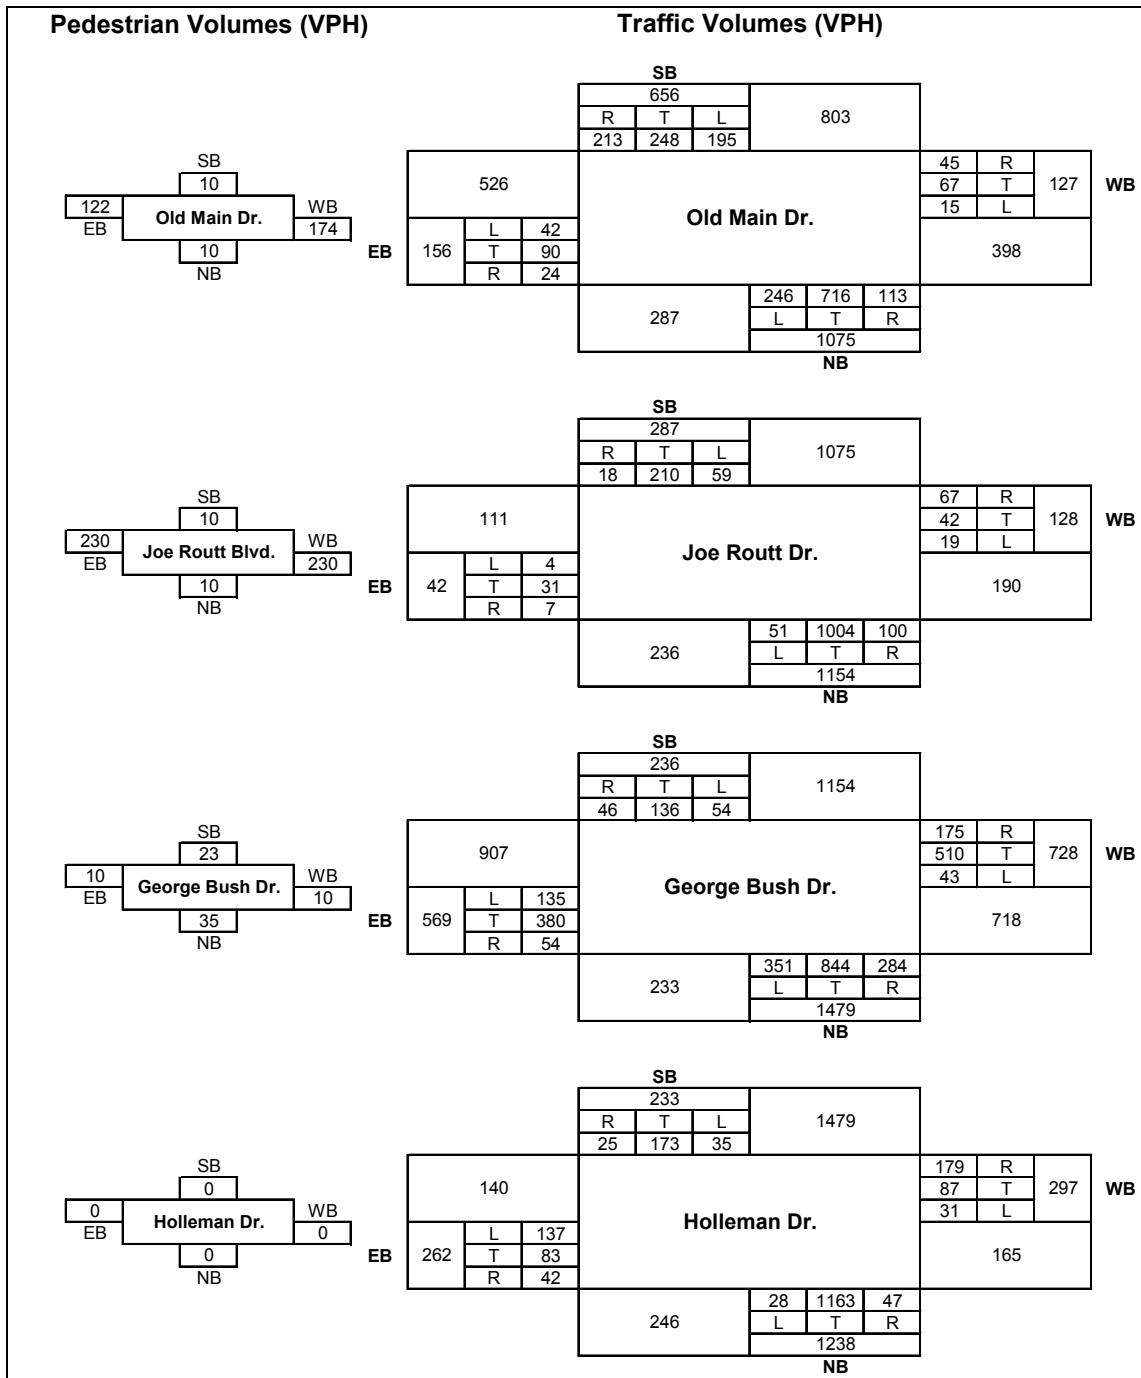 Pedestrian Volumes (VPH) Traffic Volumes (VPH)
SB
656
R T L 803
213 248 195
SB
10
122 Old Main Dr. WB
EB 174
10
NB
526
45 R
67 T 127 WB
15 L
Old Main Dr.
EB 156 L 42
T 90
R 24
398
287
246 716 113
L T R
1075
NB
SB
287
R T L 1075
18 210 59
SB
10
230 Joe Routt Blvd. WB
EB 230
10
NB
111
67 R
42 T 128 WB
19 L
Joe Routt Dr.
EB 42 L 4
T 31
R 7
190
236
51 1004 100
L T R
1154
NB
SB
236
R T L 1154
46 136 54
SB
23
10 George Bush Dr. WB
EB 10
35
NB
907
175 R
510 T 728 WB
43 L
George Bush Dr.
EB 569 L 135
T 380
R 54
718
233
351 844 284
L T R
1479
NB
SB
233
R T L 1479
25 173 35
SB
0
0 Holleman Dr. WB
EB 0
0
NB
140
179 R
87 T 297 WB
31 L
Holleman Dr.
EB 262 L 137
T 83
R 42
165
246
28 1163 47
L T R
1238
NB